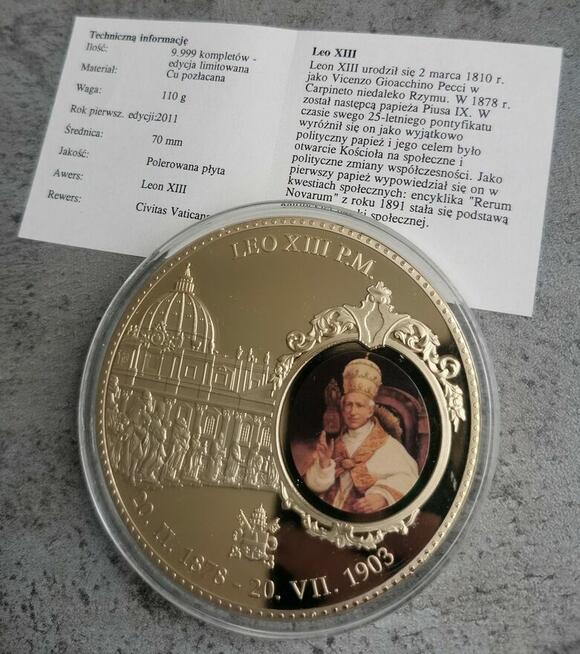 Techniczną informację
Ilość: 9.999 kompletów -
edycja limitowana
Materiał: Cu pozłacana
Waga: 110 g
Rok pierwsz. edycji:2011
Średnica: 70 mm
Jakość: Polerowana płyta
Awers: Leon XIII
Rewers: Civitas Vaticana
Leo XIII
Leon XIII urodził się 2 marca 1810 r.
jako Vicenzo Gioacchino Pecci w
Carpineto niedaleko Rzymu. W 1878 r.
został następcą papieża Piusa IX. W
czasie swego 25-letniego pontyfikatu
wyróżnił się on jako wyjątkowo
polityczny papież i jego celem było
otwarcie Kościoła na społeczne i
polityczne zmiany współczesności. Jako
pierwszy papież wypowiedział się on w
kwestiach społecznych: encyklika "Rerum
Novarum" z roku 1891 stała się podstawą
społecznej.
LEO XIII P.M.
20. II. 1878 - 20. VII. 1903